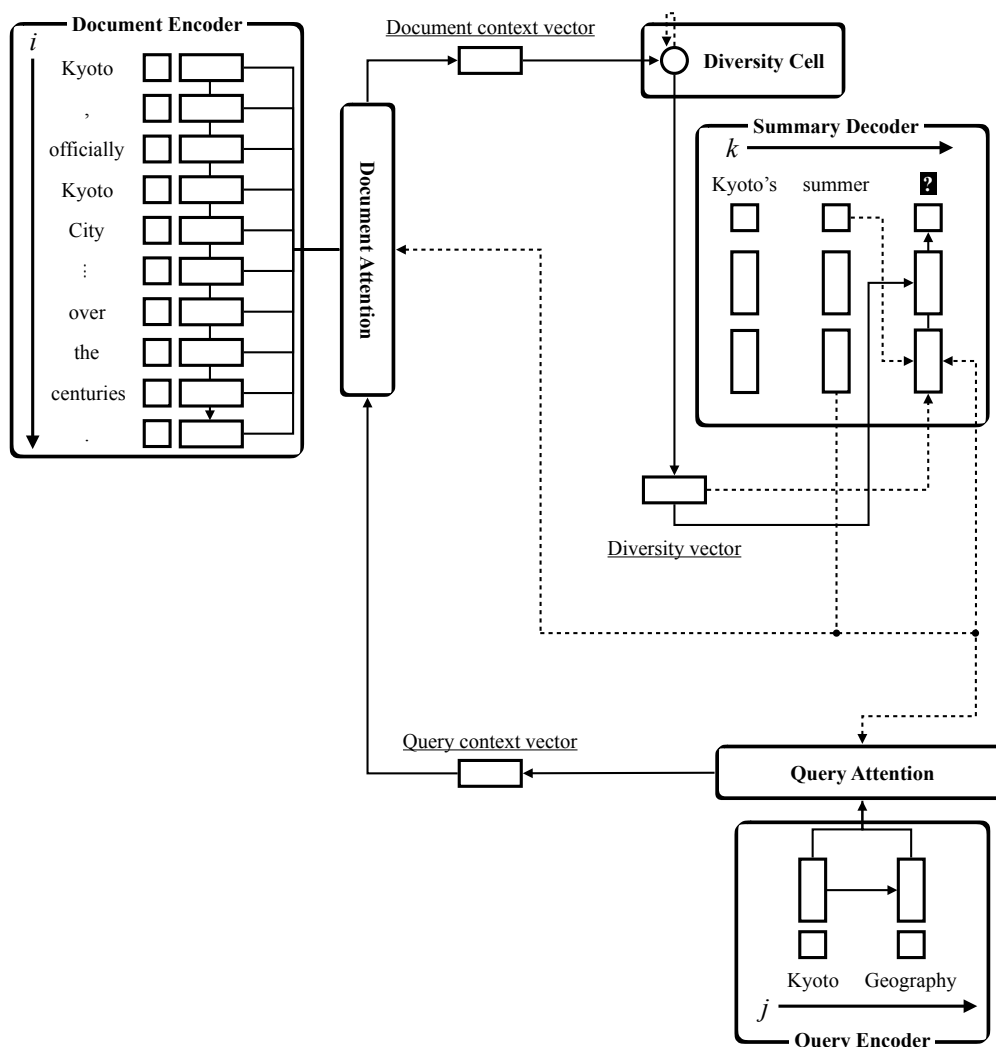 Document Encoder
i
Kyoto
,
officially
Kyoto
City
⋮
over
the
centuries
.
Document Attention
Document context vector
Diversity Cell
Summary Decoder
k
Kyoto's summer ?
Diversity vector
Query context vector
Query Attention
Kyoto Geography
j
Query Encoder